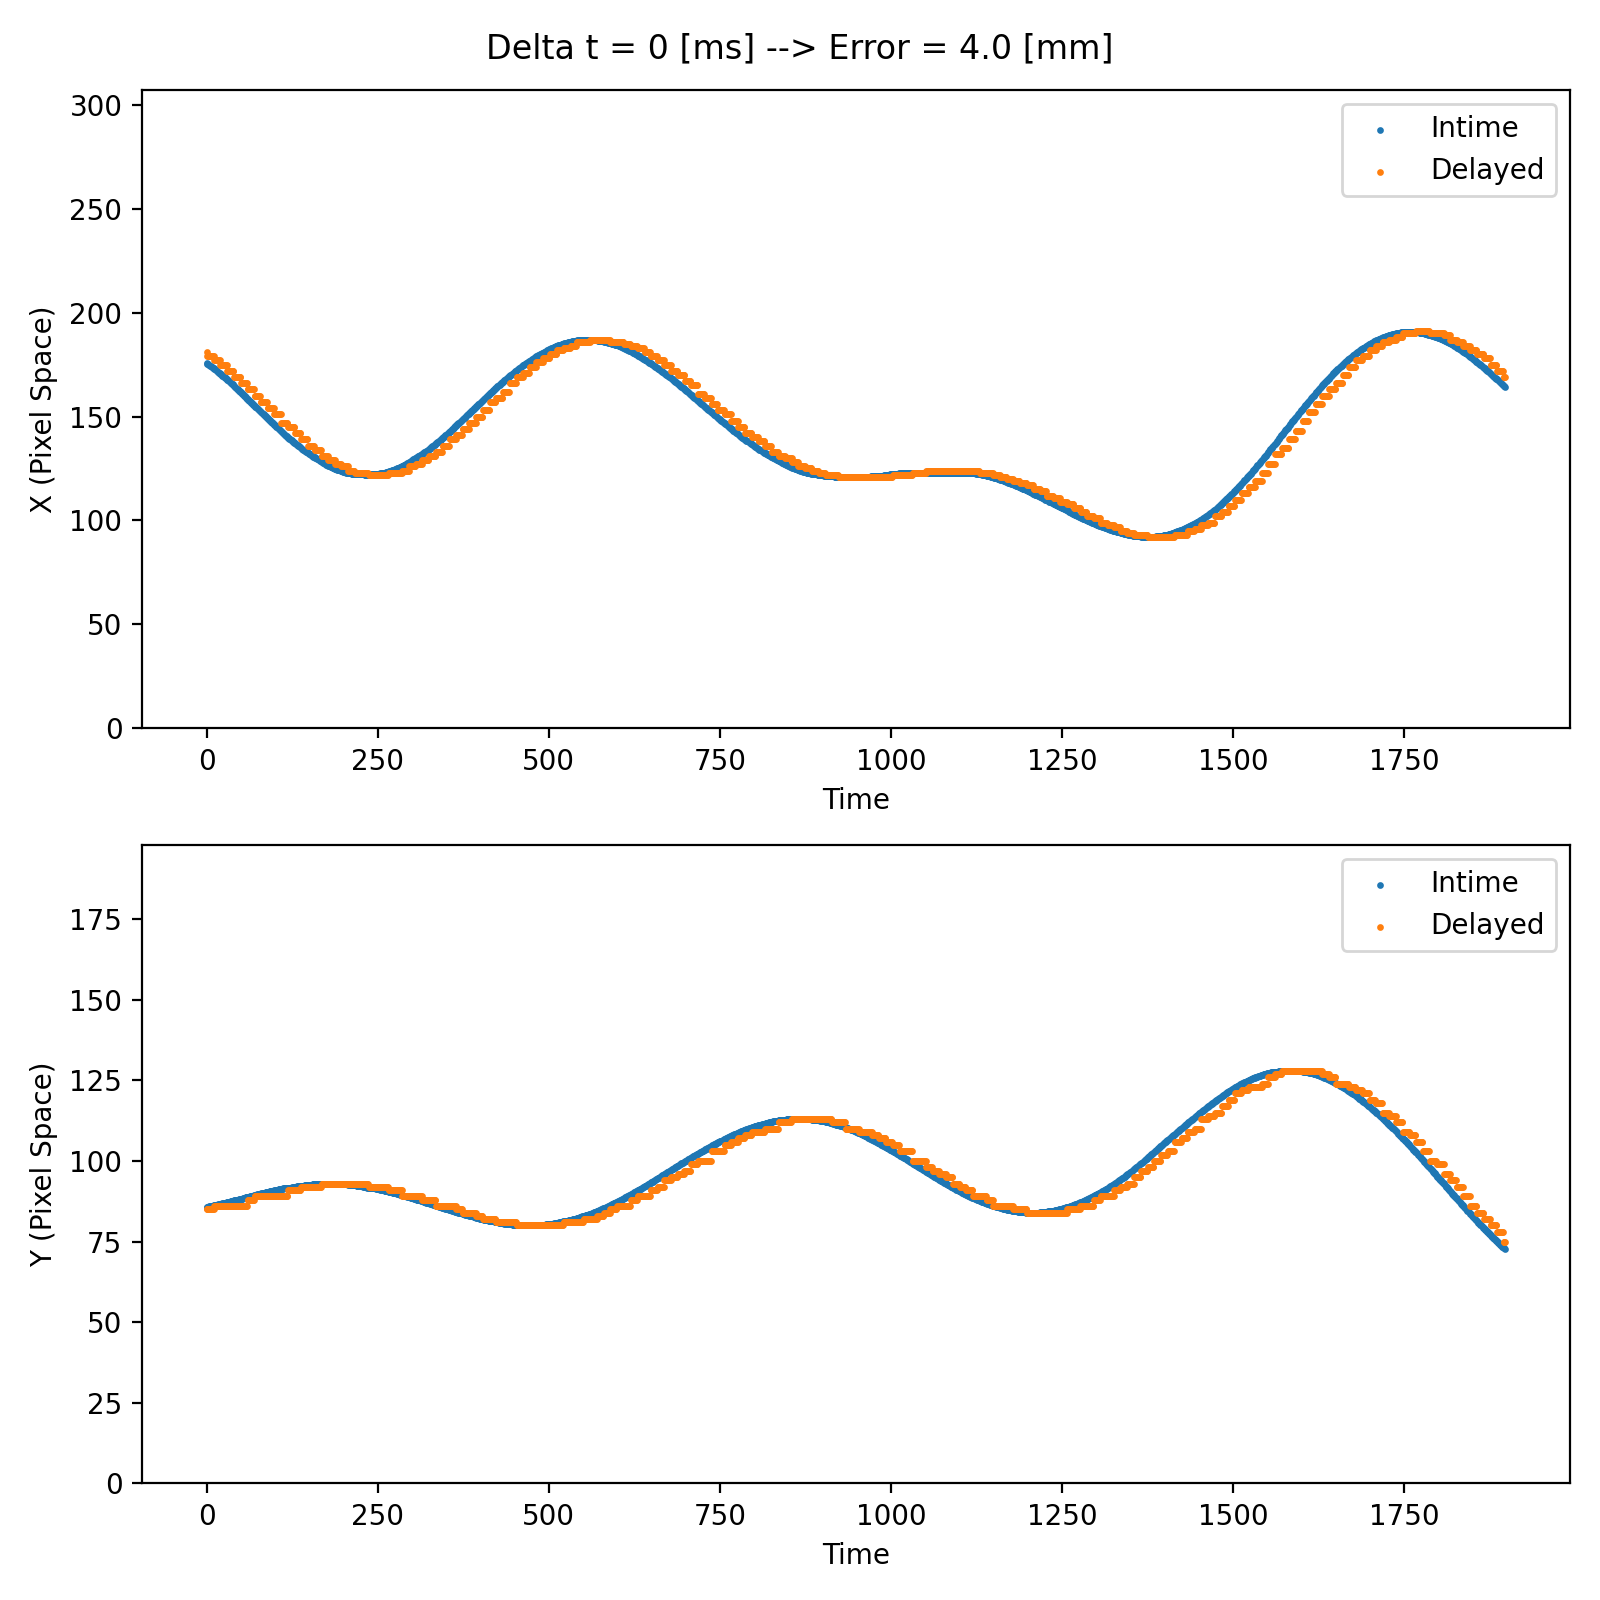 Delta t = 0 [ms] --> Error = 4.0 [mm]
300
250
200
150
100
50
0
X (Pixel Space)
Intime
Delayed
0 250 500 750 1000 1250 1500 1750
Time
175
150
125
100
75
50
25
0
Y (Pixel Space)
Intime
Delayed
0 250 500 750 1000 1250 1500 1750
Time